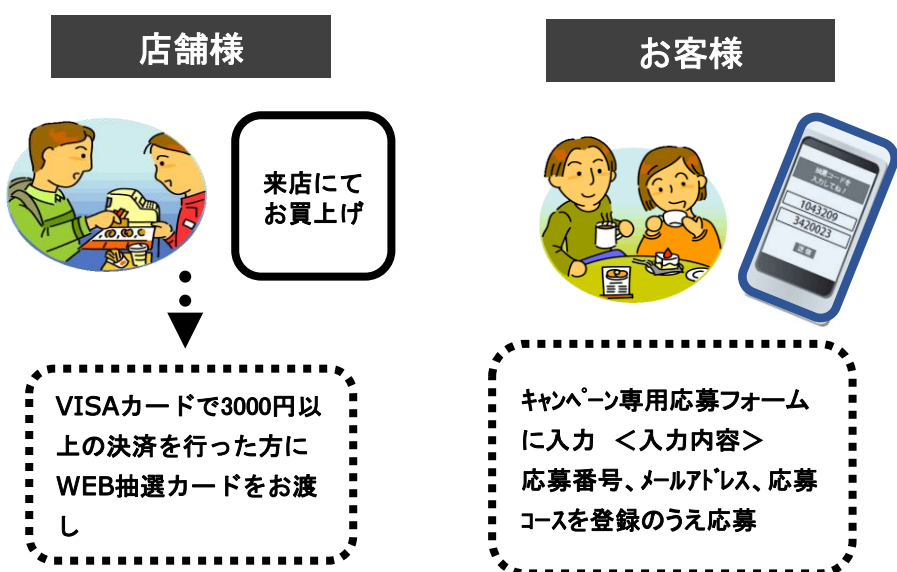 店舗様
来店にて
お買上げ
VISAカードで3000円以
上の決済を行った方に
WEB抽選カードをお渡
し
お客様
抽選コードを
入力してね！
1043209
3420023
キャンペーン専用応募フォーム
に入力　＜入力内容＞
応募番号、メールアドレス、応募
コースを登録のうえ応募